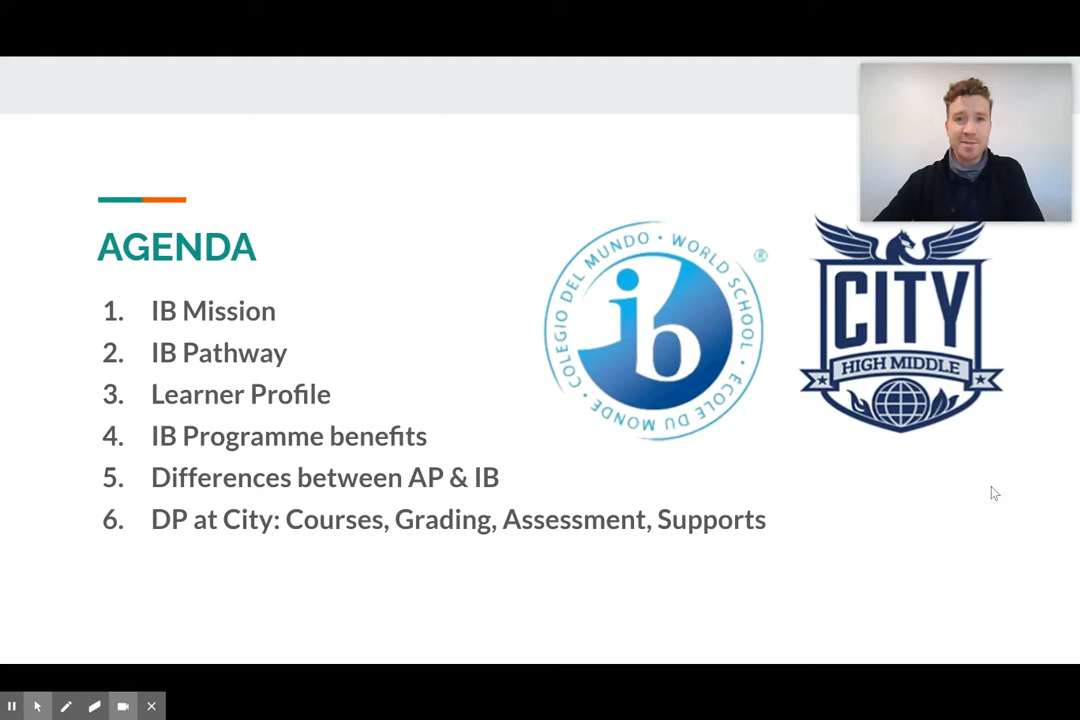 AGENDA
1. IB Mission
2. IB Pathway
3. Learner Profile
4. IB Programme benefits
5. Differences between AP & IB
6. DP at City: Courses, Grading, Assessment, Supports
COLEGIO DEL MUNDO • WORLD SCHOOL • ÉCOLE DU MONDE •
®
ib
CITY
HIGH MIDDLE